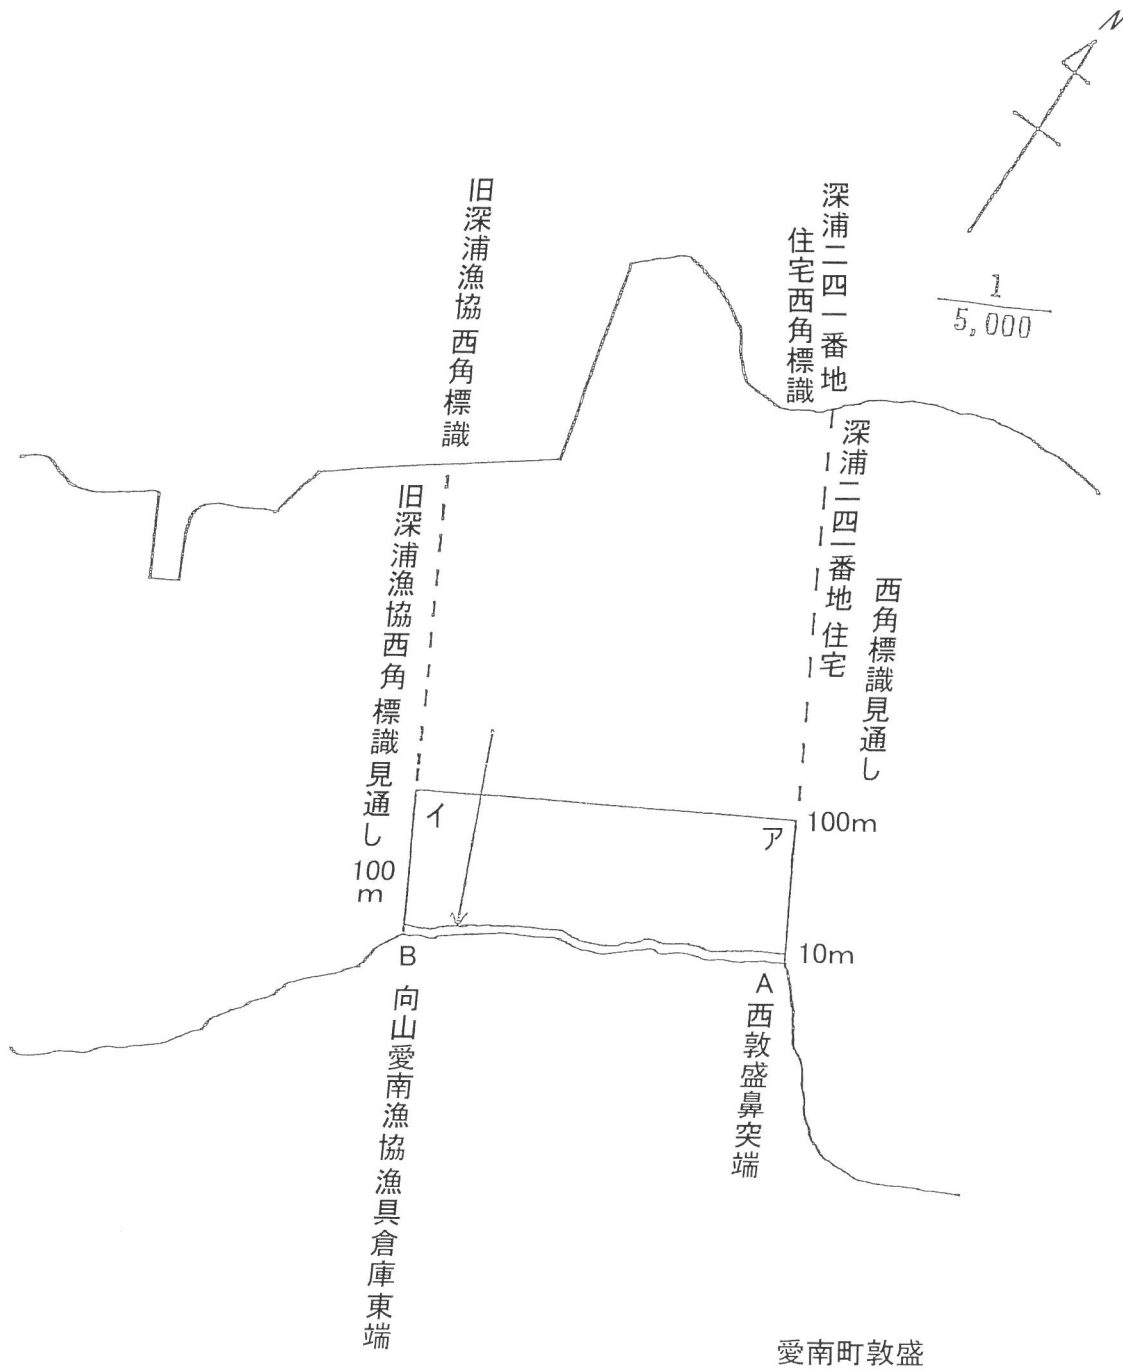 N
1
5,000
深浦二四一番地
住宅西角標識
旧深浦漁協西角標識
深浦二四一番地住宅
西角標識見通し
旧深浦漁協西角標識見通し
100
m
イ
ア
100m
10m
B
A
向山愛南漁協漁具倉庫東端
西敦盛鼻突端
愛南町敦盛